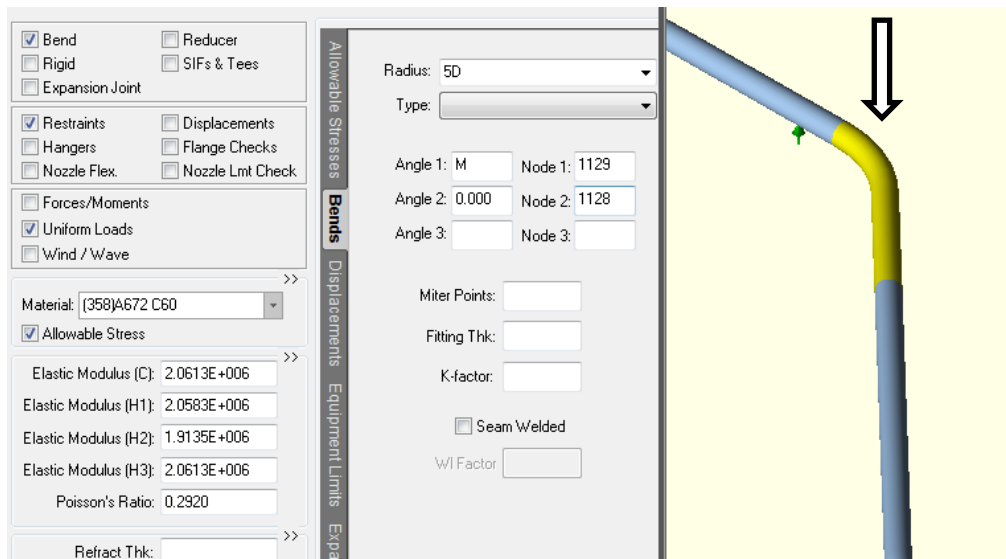 Bend Reducer
Rigid SIFs & Tees
Expansion Joint
Restraints Displacements
Hangers Flange Checks
Nozzle Flex. Nozzle Lmt Check
Forces/Moments
Uniform Loads
Wind / Wave
>>
Material: (358)A672 C60
Allowable Stress
>>
Elastic Modulus (C): 2.0613E+006
Elastic Modulus (H1): 2.0583E+006
Elastic Modulus (H2): 1.9135E+006
Elastic Modulus (H3): 2.0613E+006
Poisson's Ratio: 0.2920
>>
Refract Thk:
Allowable Stresses
Bends
Displacements
Equipment Limits
Expa
Radius: 5D
Type:
Angle 1: M Node 1: 1129
Angle 2: 0.000 Node 2: 1128
Angle 3: Node 3:
Miter Points:
Fitting Thk:
K-factor:
Seam Welded
WI Factor